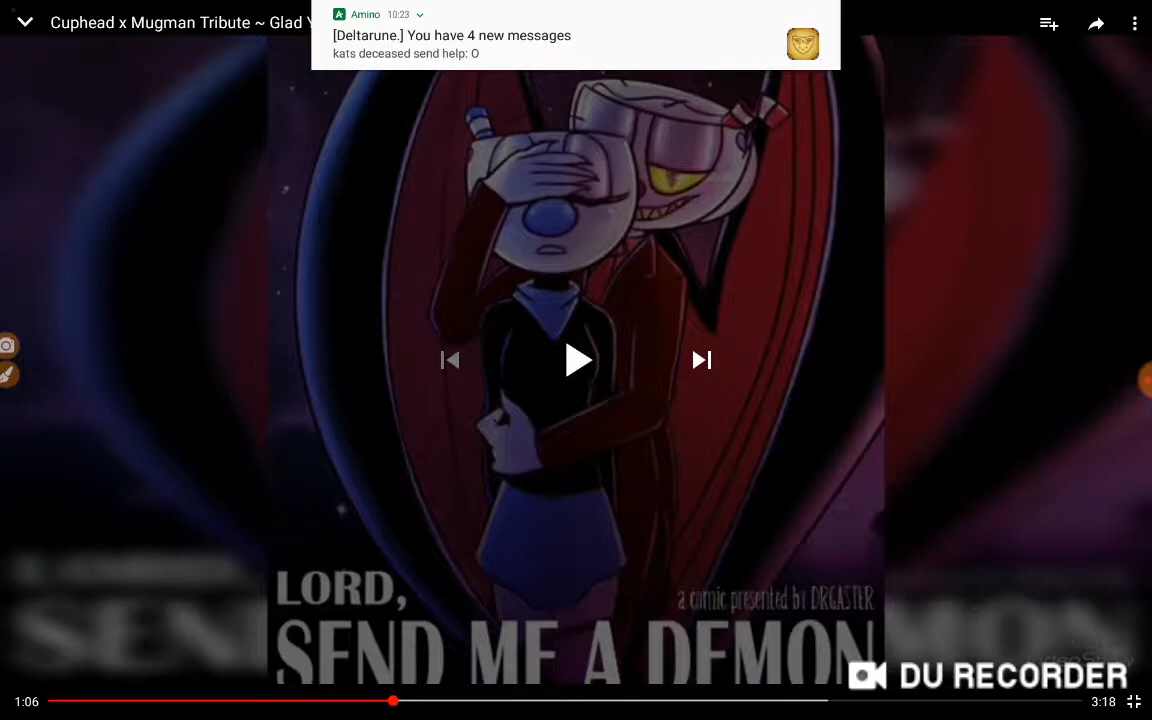 Cuphead x Mugman Tribute ~ Glad
Amino 10:23
[Deltarune.] You have 4 new messages
kats deceased send help: O
LORD,
a comic presented by DRGASTER
SEND ME A DEMON
DU RECORDER
1:06
3:18